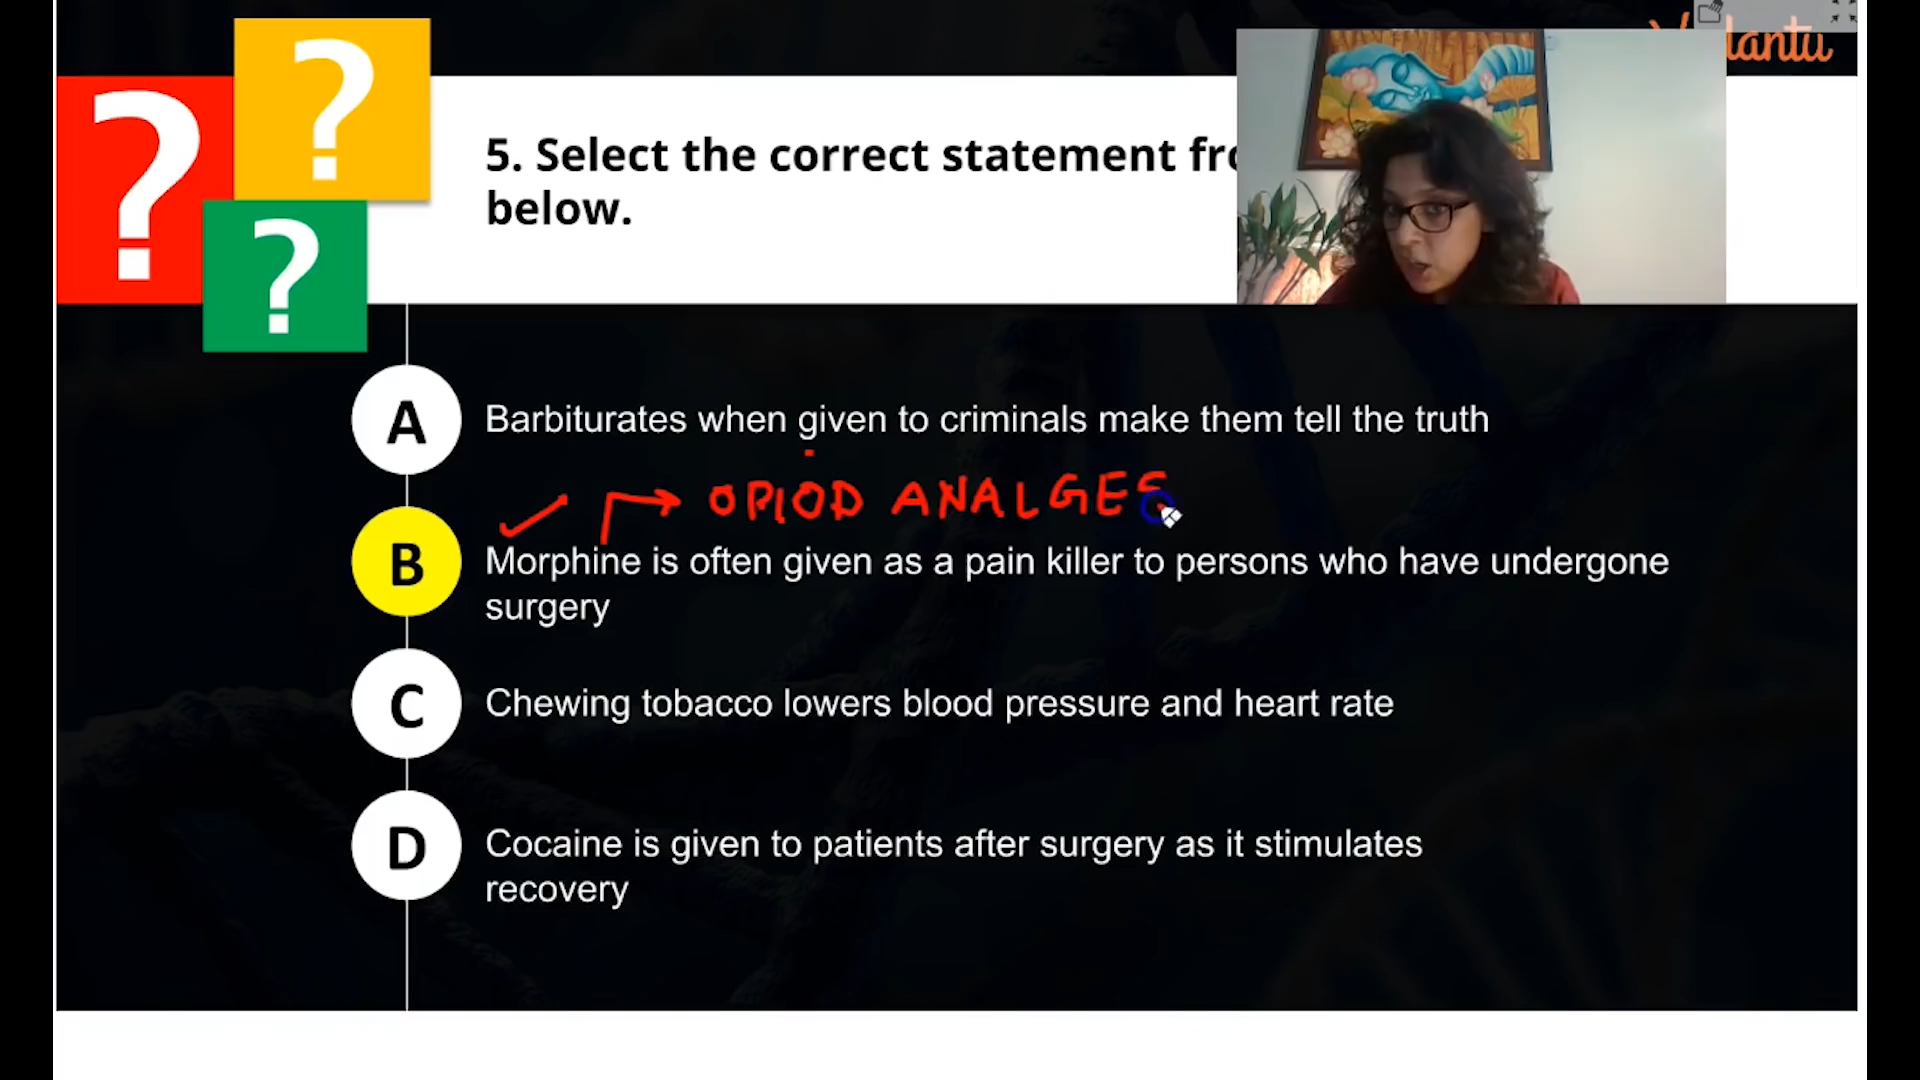 ?
?
?
lantu
5. Select the correct statement fr
below.
A
Barbiturates when given to criminals make them tell the truth
OPIOD ANALGES
B
Morphine is often given as a pain killer to persons who have undergone
surgery
C
Chewing tobacco lowers blood pressure and heart rate
D
Cocaine is given to patients after surgery as it stimulates
recovery